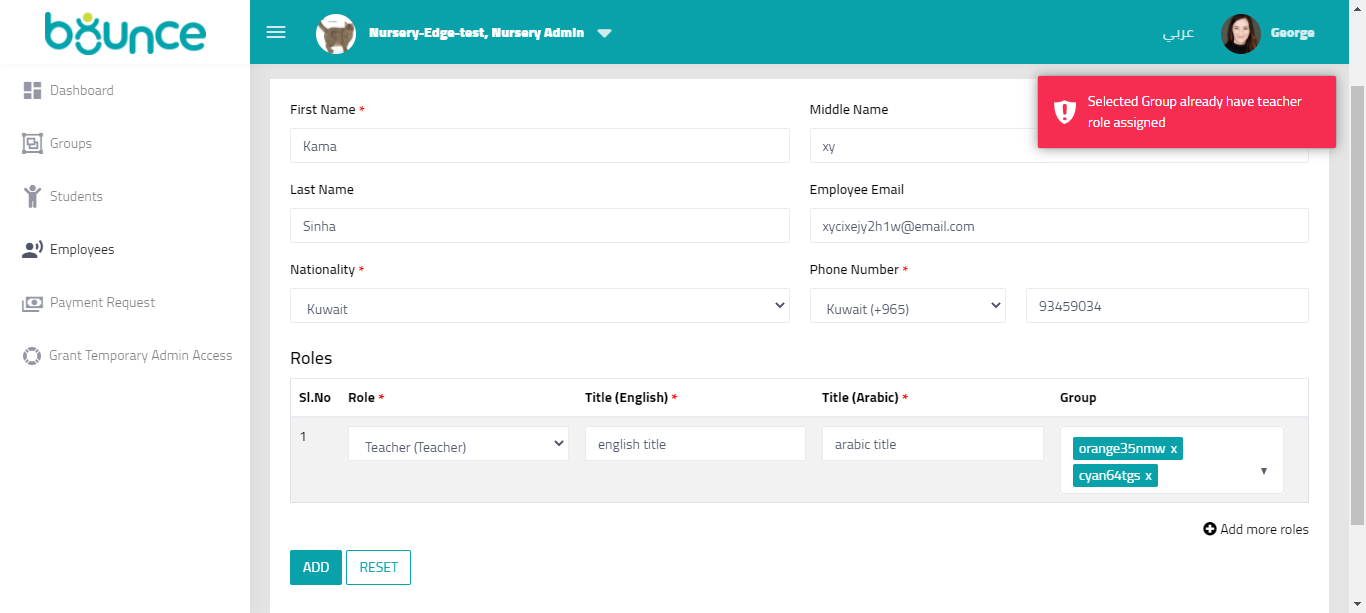 bounce
Nursery-Edge-test, Nursery Admin
عربي
George
Dashboard
Groups
Students
Employees
Payment Request
Grant Temporary Admin Access
Selected Group already have teacher
role assigned
First Name *
Middle Name
Kama
xy
Last Name
Employee Email
Sinha
xycixejy2h1w@email.com
Nationality *
Phone Number *
Kuwait
Kuwait (+965)
93459034
Roles
Sl.No
Role *
Title (English) *
Title (Arabic) *
Group
1
Teacher (Teacher)
english title
arabic title
orange35nmw x
cyan64tgs x
Add more roles
ADD
RESET